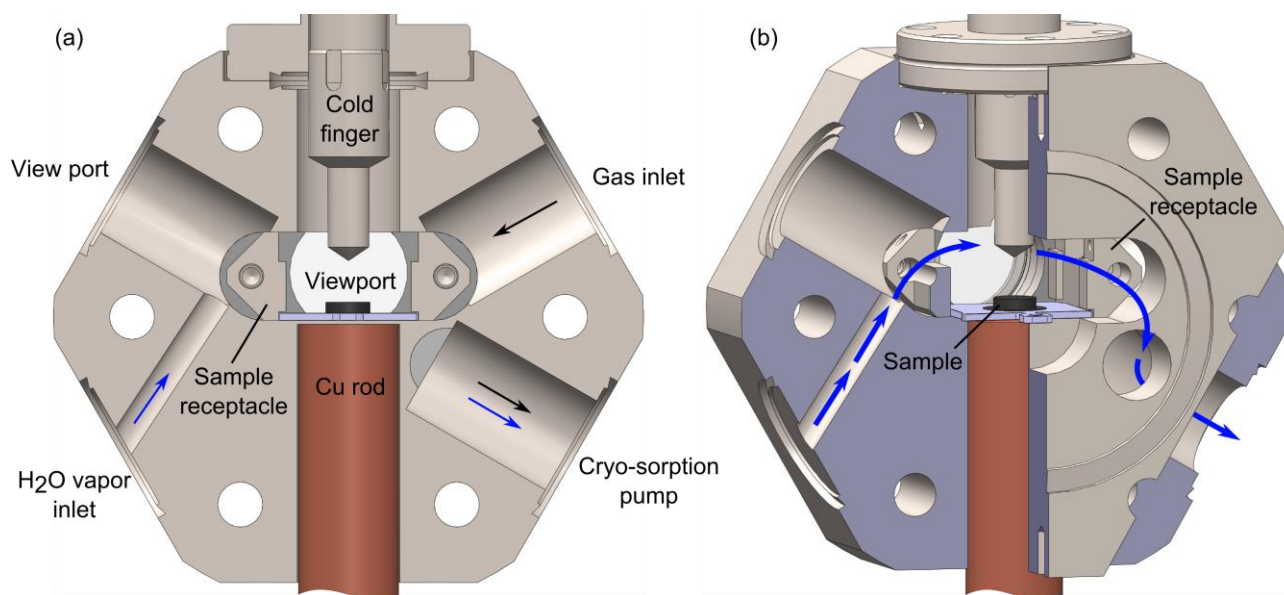 (a)
Cold
finger
View port
Gas inlet
Viewport
Sample
receptacle
Cu rod
H2O vapor
inlet
Cryo-sorption
pump
(b)
Sample
receptacle
Sample